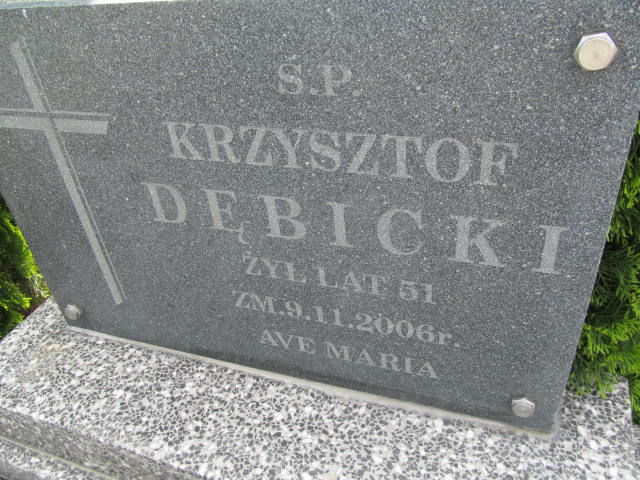 Ś.P.
KRZYSZTOF
DĘBICKI
ŻYŁ LAT 51
ZM.9.11.2006r.
AVE MARIA